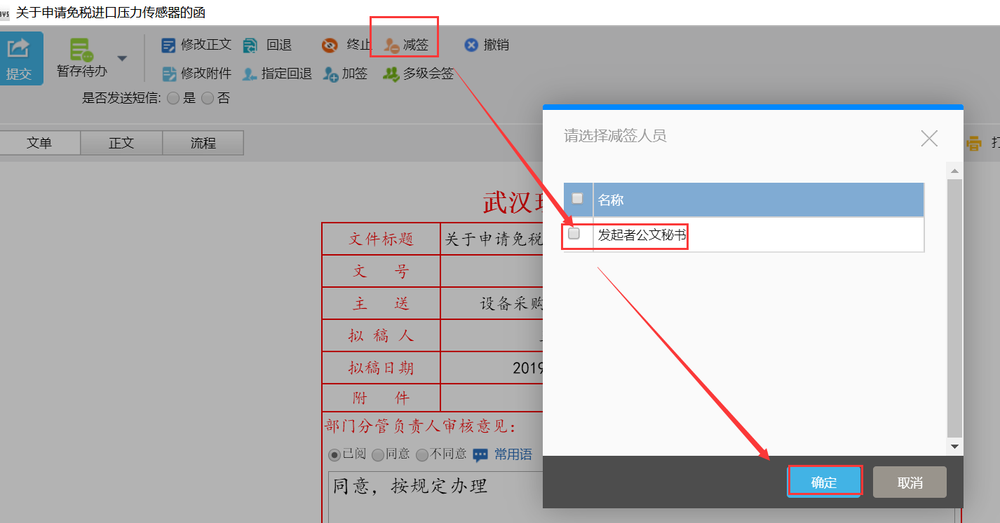 关于申请免税进口压力传感器的函
提交
暂存待办
修改正文 回退 终止 减签 撤销
修改附件 指定回退 加签 多级会签
是否发送短信: 是 否
文单 正文 流程
请选择减签人员
名称
发起者公文秘书
确定 取消
武汉
文件标题 关于申请免税
文 号
主 送 设备采购
拟 稿 人
拟稿日期 2019
附 件
部门分管负责人审核意见：
已阅 同意 不同意 常用语
同意，按规定办理